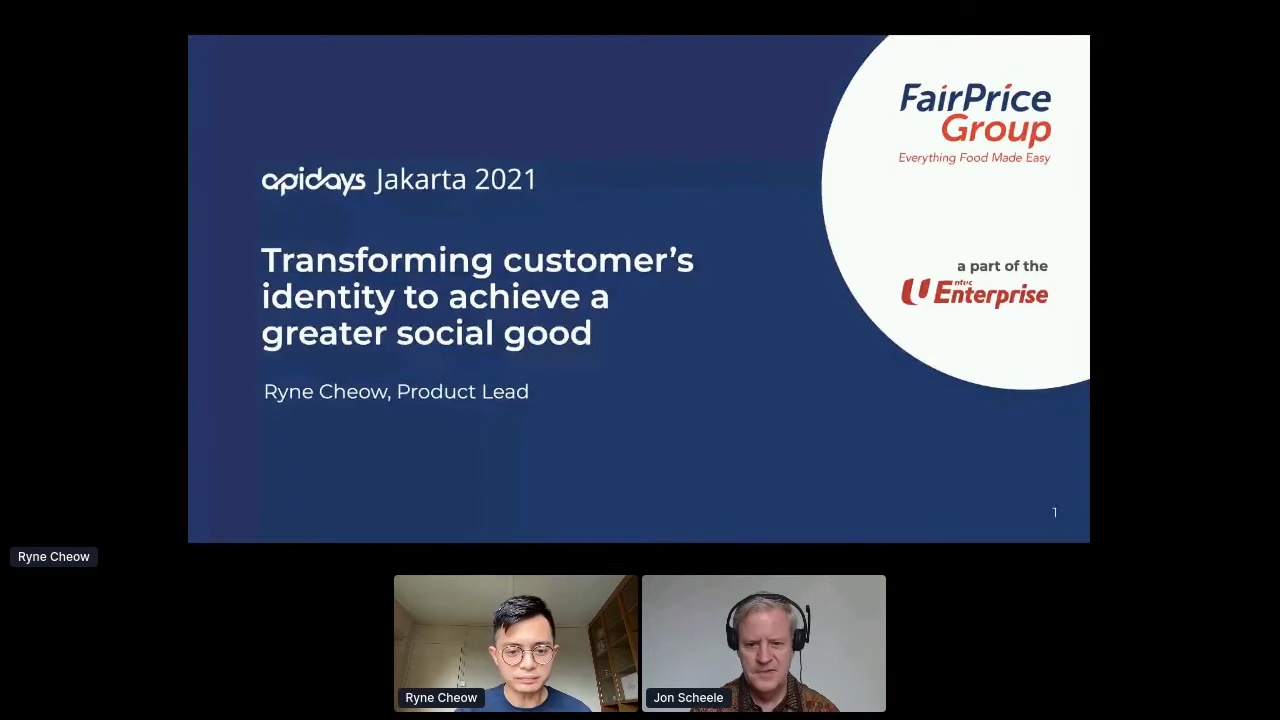 FairPrice
Group
Everything Food Made Easy
apidays Jakarta 2021
a part of the
ntuc
U Enterprise
Transforming customer's
identity to achieve a
greater social good
Ryne Cheow, Product Lead
1
Ryne Cheow
Ryne Cheow
Jon Scheele